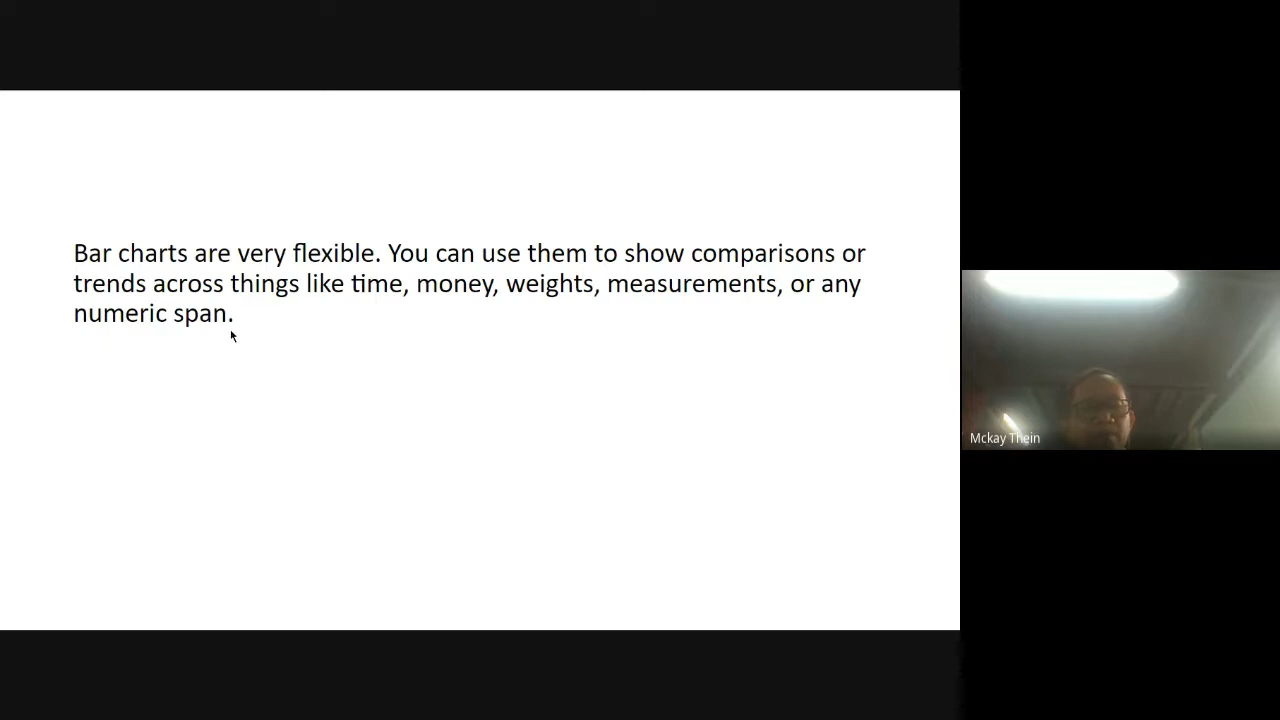 Bar charts are very flexible. You can use them to show comparisons or
trends across things like time, money, weights, measurements, or any
numeric span.
Mckay Thein